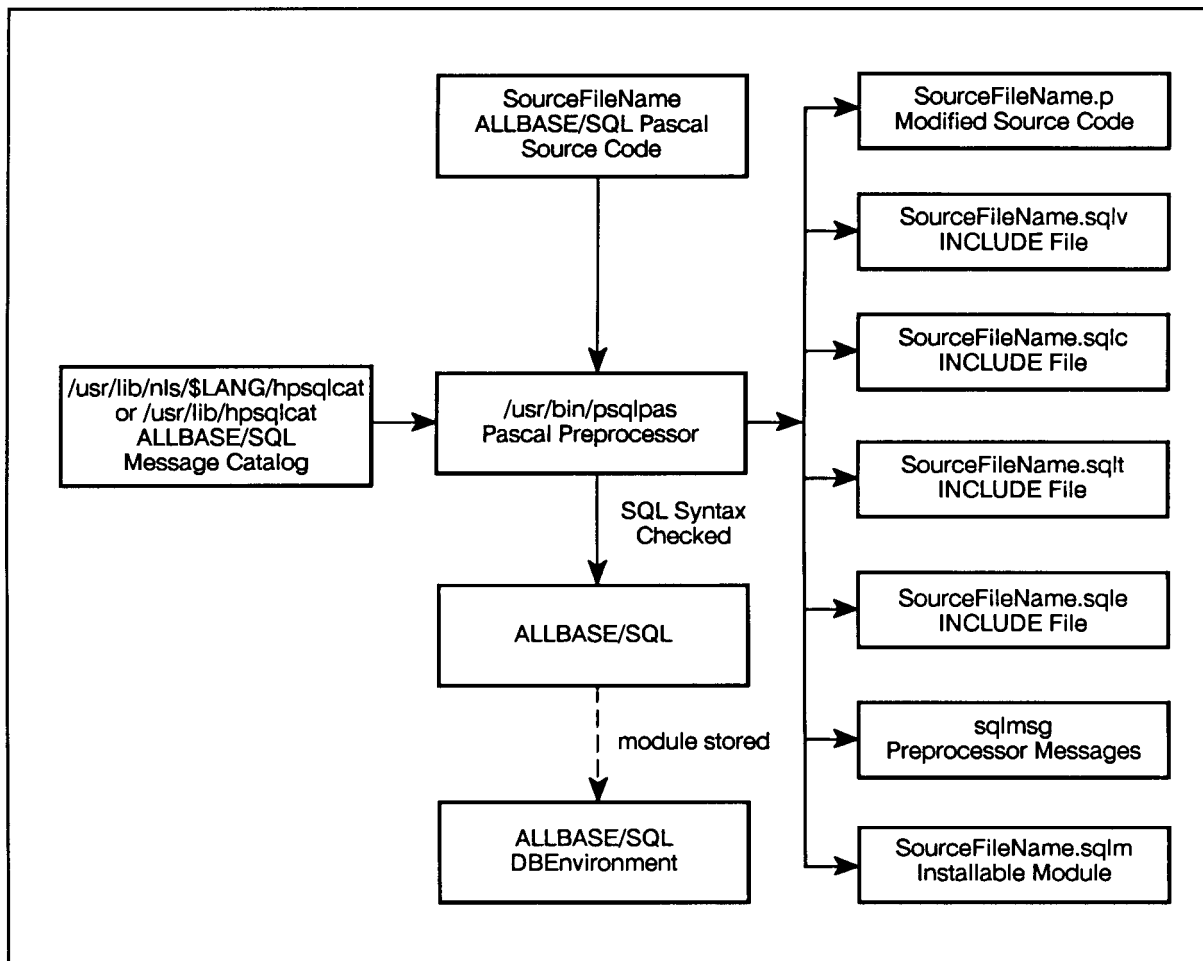 SourceFileName
ALLBASE/SQL Pascal
Source Code
/usr/lib/nls/$LANG/hpsqlcat
or /usr/lib/hpsqlcat
ALLBASE/SQL
Message Catalog
/usr/bin/psqlpas
Pascal Preprocessor
SQL Syntax
Checked
ALLBASE/SQL
module stored
ALLBASE/SQL
DBEnvironment
SourceFileName.p
Modified Source Code
SourceFileName.sqlv
INCLUDE File
SourceFileName.sqlc
INCLUDE File
SourceFileName.sqlt
INCLUDE File
SourceFileName.sqle
INCLUDE File
sqlmsg
Preprocessor Messages
SourceFileName.sqlm
Installable Module